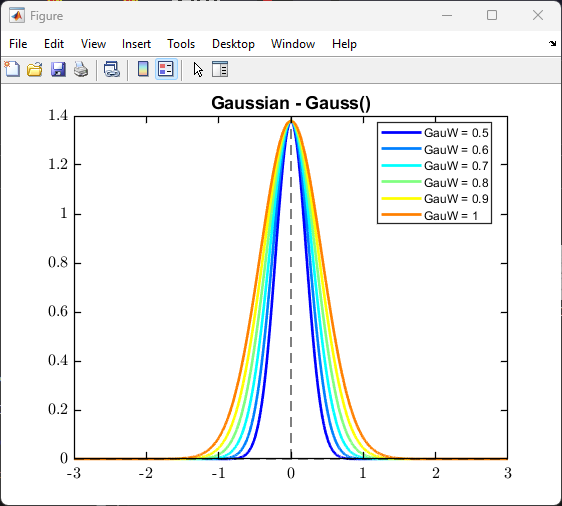 Figure
File Edit View Insert Tools Desktop Window Help
Gaussian - Gauss()
1.4
1.2
1
0.8
0.6
0.4
0.2
0
-3 -2 -1 0 1 2 3
GauW = 0.5
GauW = 0.6
GauW = 0.7
GauW = 0.8
GauW = 0.9
GauW = 1